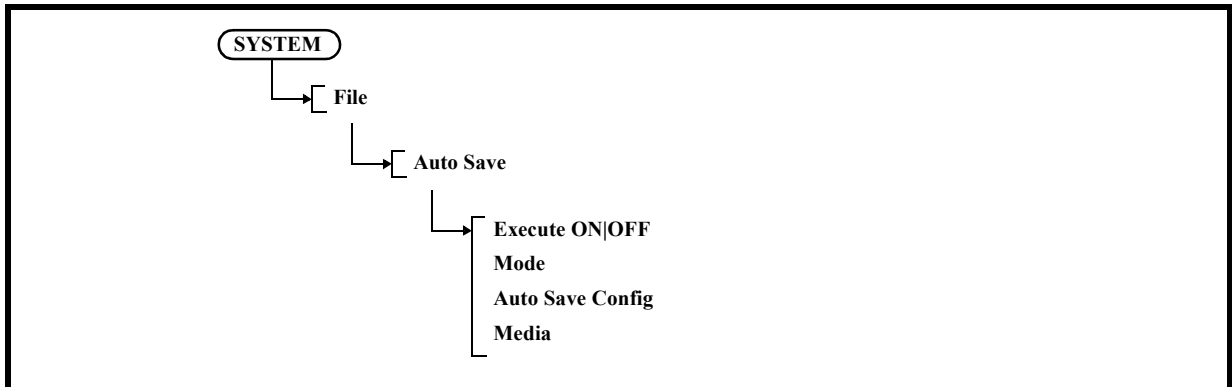 SYSTEM
File
Auto Save
Execute ON|OFF
Mode
Auto Save Config
Media